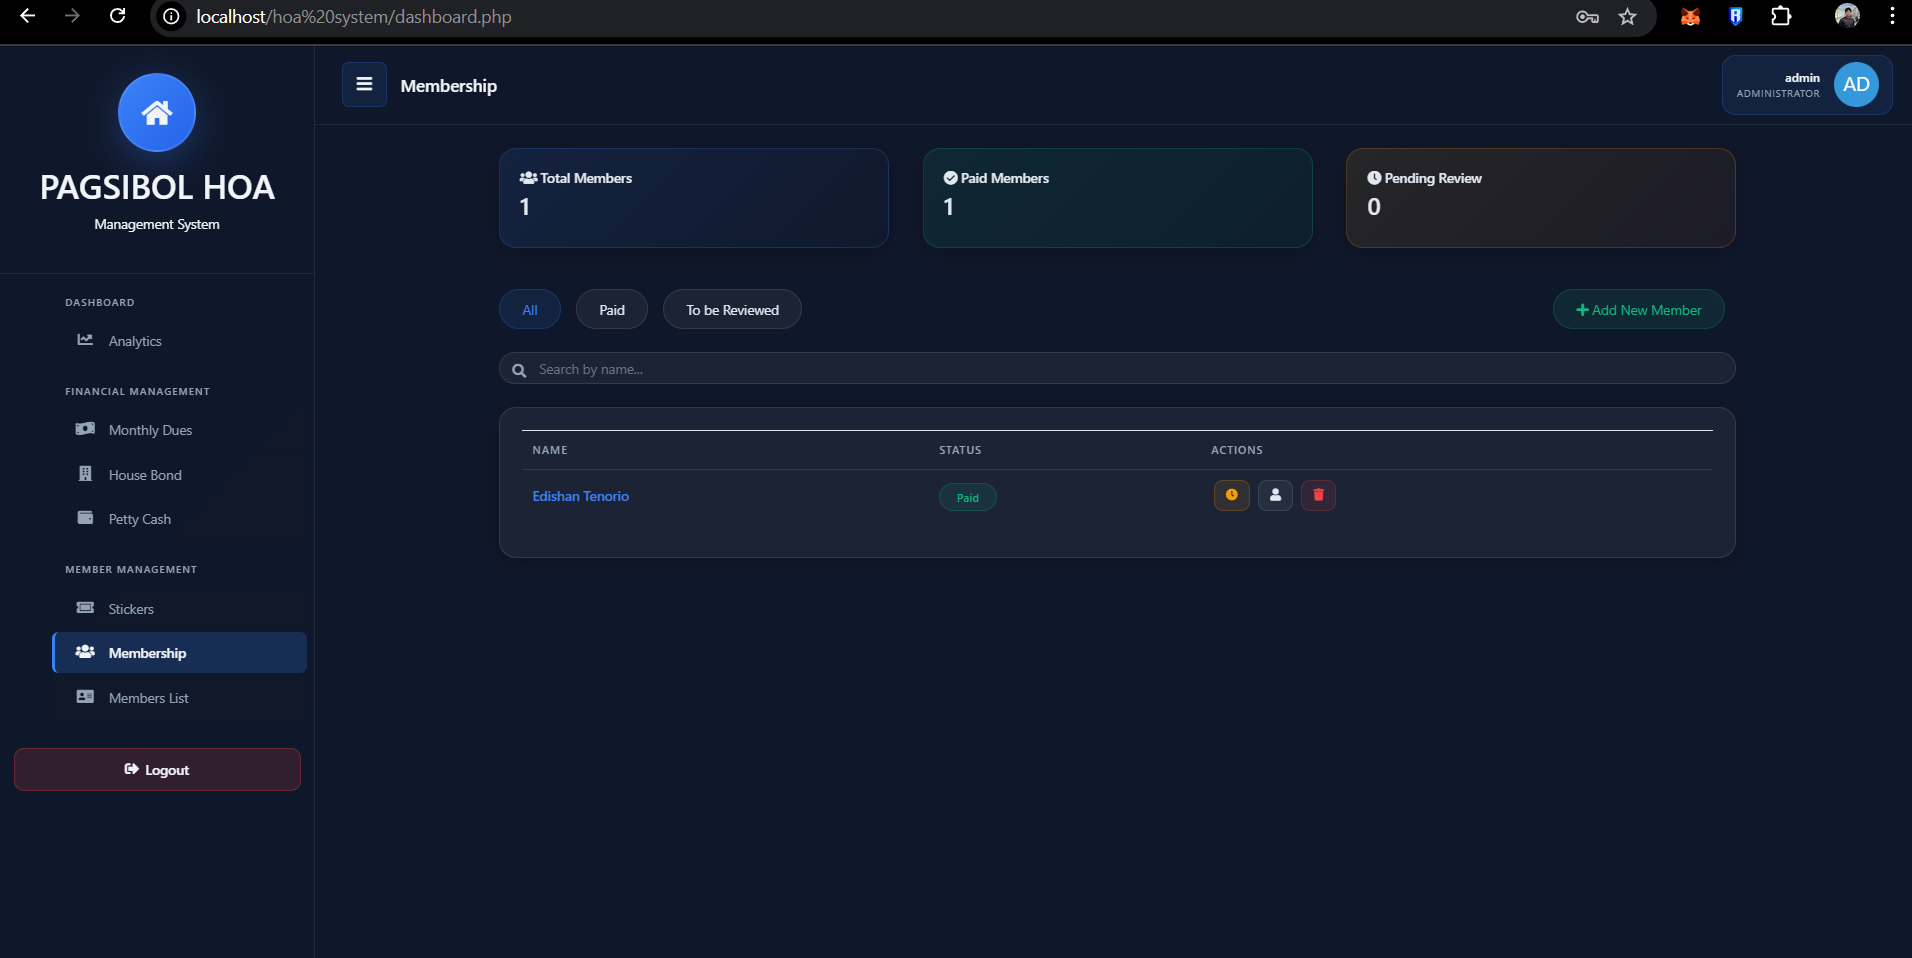 localhost/hoa%20system/dashboard.php
PAGSIBOL HOA
Management System
DASHBOARD
Analytics
FINANCIAL MANAGEMENT
Monthly Dues
House Bond
Petty Cash
MEMBER MANAGEMENT
Stickers
Membership
Members List
Logout
Membership
admin
ADMINISTRATOR
AD
Total Members
1
Paid Members
1
Pending Review
0
All
Paid
To be Reviewed
Add New Member
Search by name...
NAME STATUS ACTIONS
Edishan Tenorio Paid